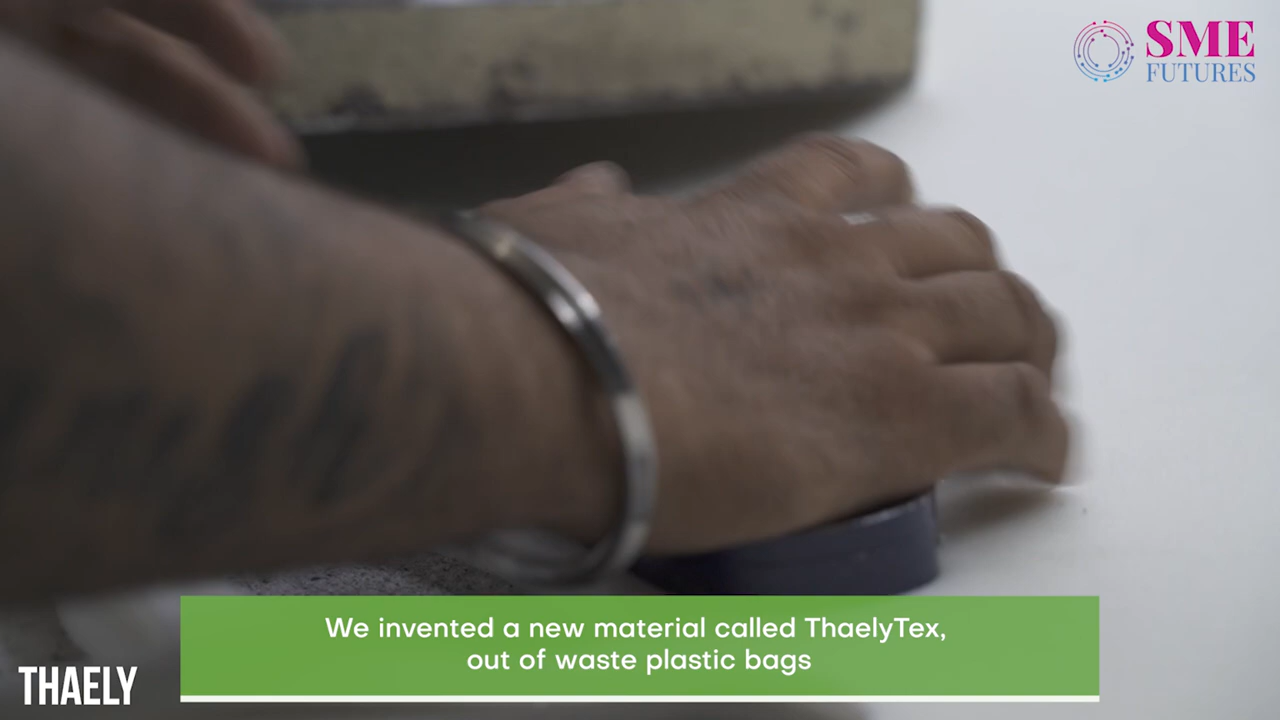 SME
FUTURES
We invented a new material called ThaelyTex,
out of waste plastic bags
THAELY